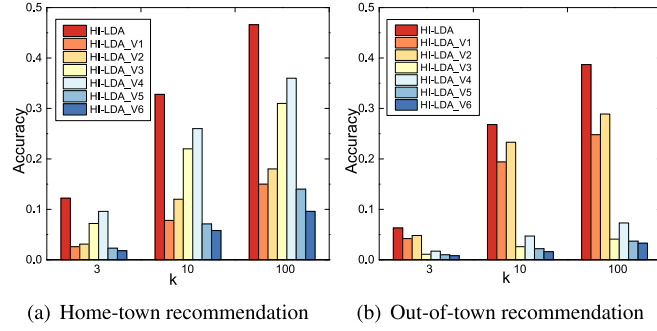 0.5
0.4
0.3
0.2
0.1
0.0
Accuracy
HI-LDA
HI-LDA_V1
HI-LDA_V2
HI-LDA_V3
HI-LDA_V4
HI-LDA_V5
HI-LDA_V6
3
10
100
k
(a) Home-town recommendation
0.5
0.4
0.3
0.2
0.1
0.0
Accuracy
HI-LDA
HI-LDA_V1
HI-LDA_V2
HI-LDA_V3
HI-LDA_V4
HI-LDA_V5
HI-LDA_V6
3
10
100
k
(b) Out-of-town recommendation